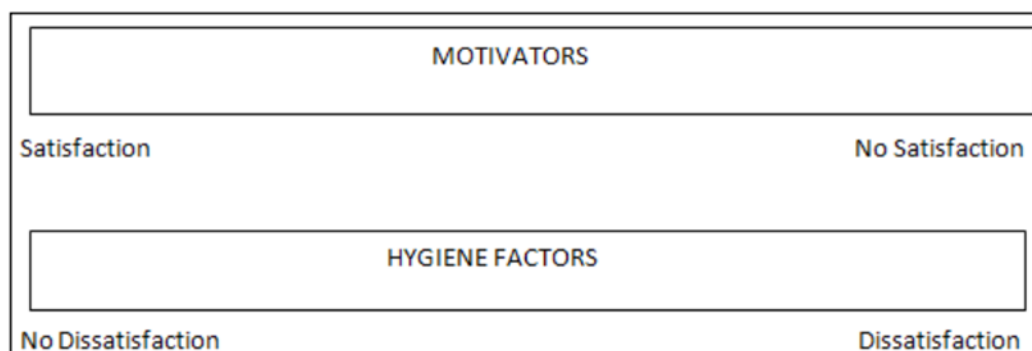 MOTIVATORS
Satisfaction No Satisfaction
HYGIENE FACTORS
No Dissatisfaction Dissatisfaction